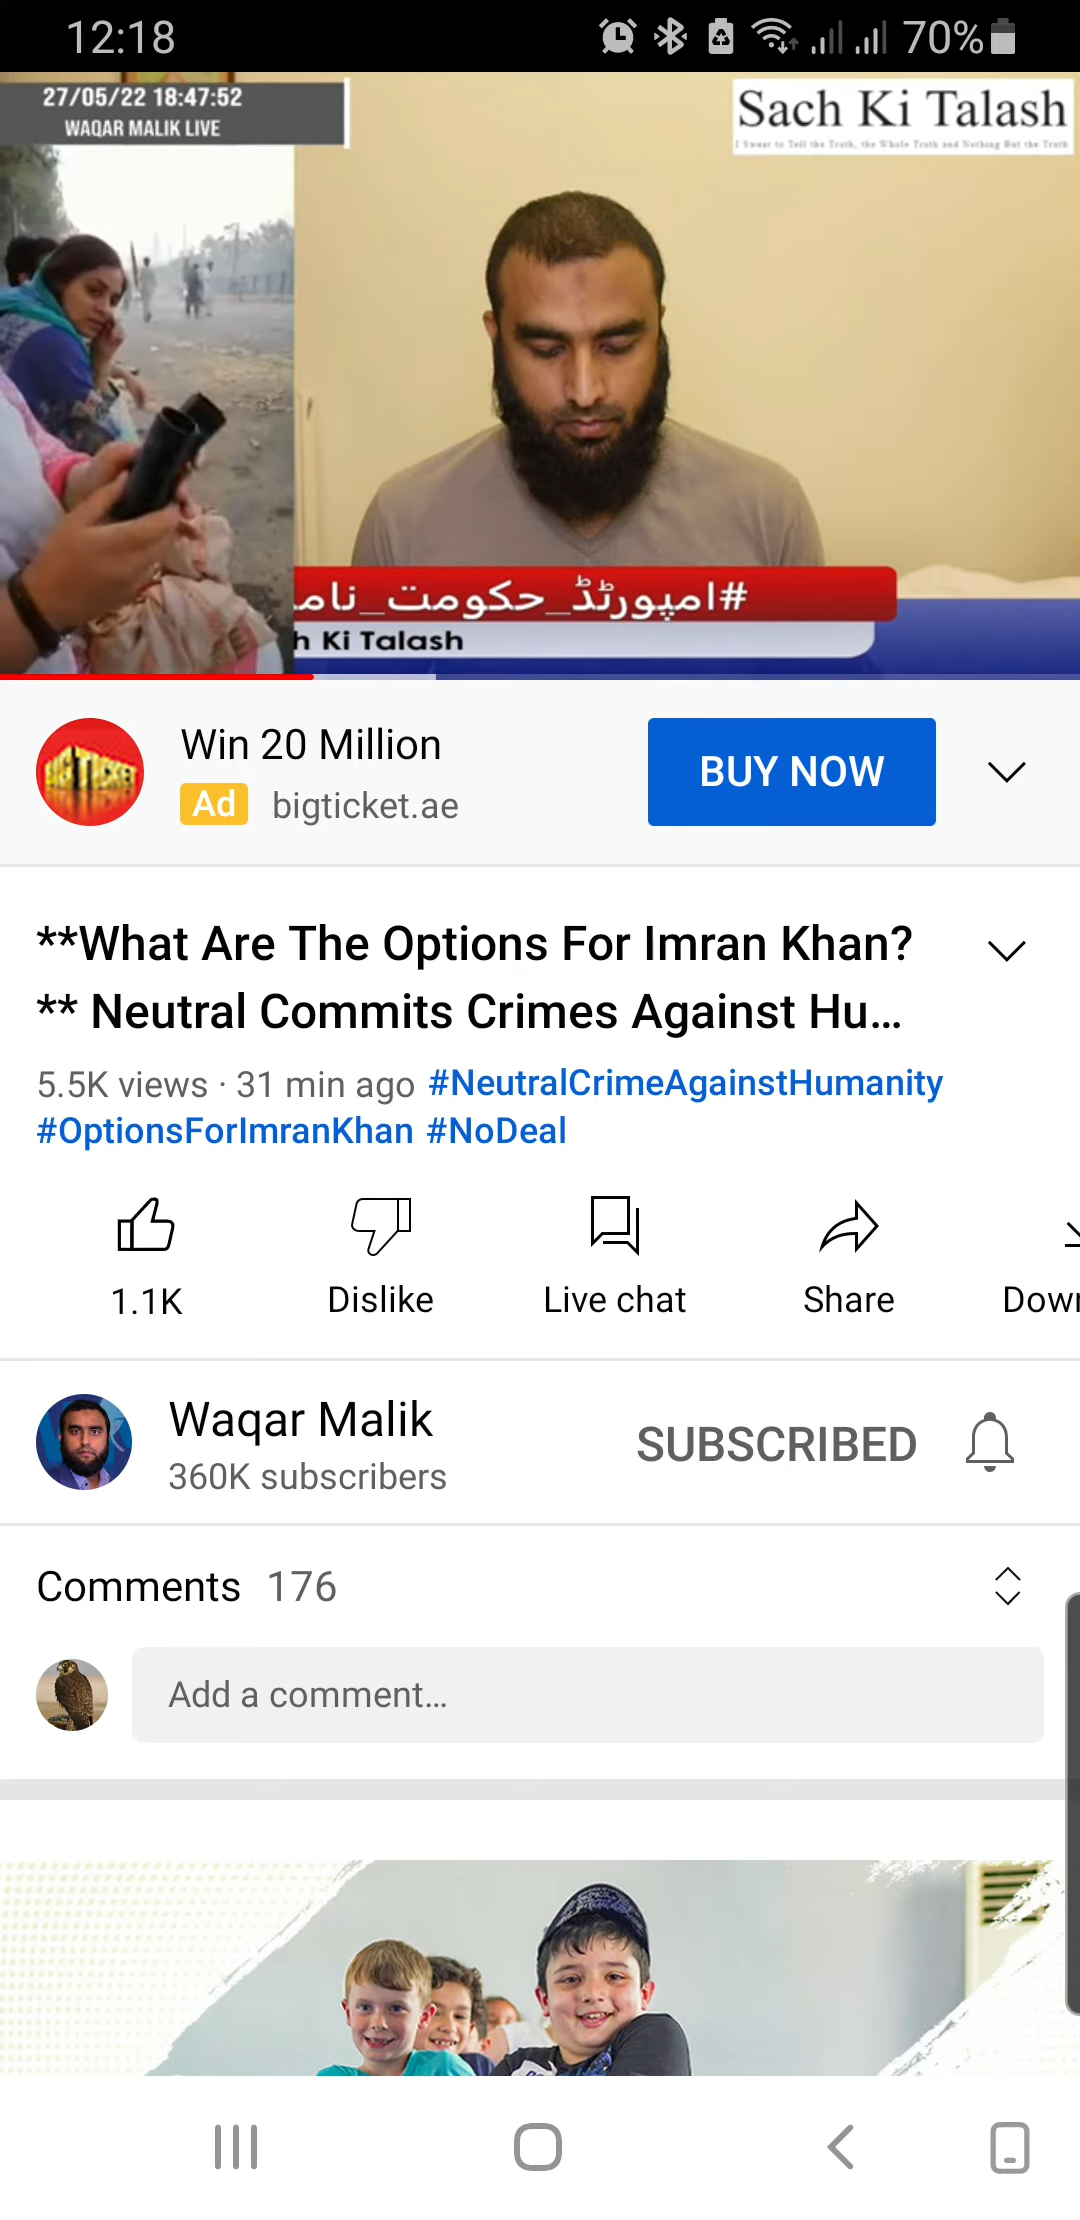 12:18
70%
27/05/22 18:47:52
WAQAR MALIK LIVE
Sach Ki Talash
I Swear to Tell the Truth, the Whole Truth and Nothing But the Truth
#امپورٹڈ_حکومت_نام
h Ki Talash
BIG TICKET
Win 20 Million
Ad bigticket.ae
BUY NOW
**What Are The Options For Imran Khan?
** Neutral Commits Crimes Against Hu...
5.5K views · 31 min ago #NeutralCrimeAgainstHumanity
#OptionsForImranKhan #NoDeal
1.1K
Dislike
Live chat
Share
Down
Waqar Malik
360K subscribers
SUBSCRIBED
Comments 176
Add a comment...